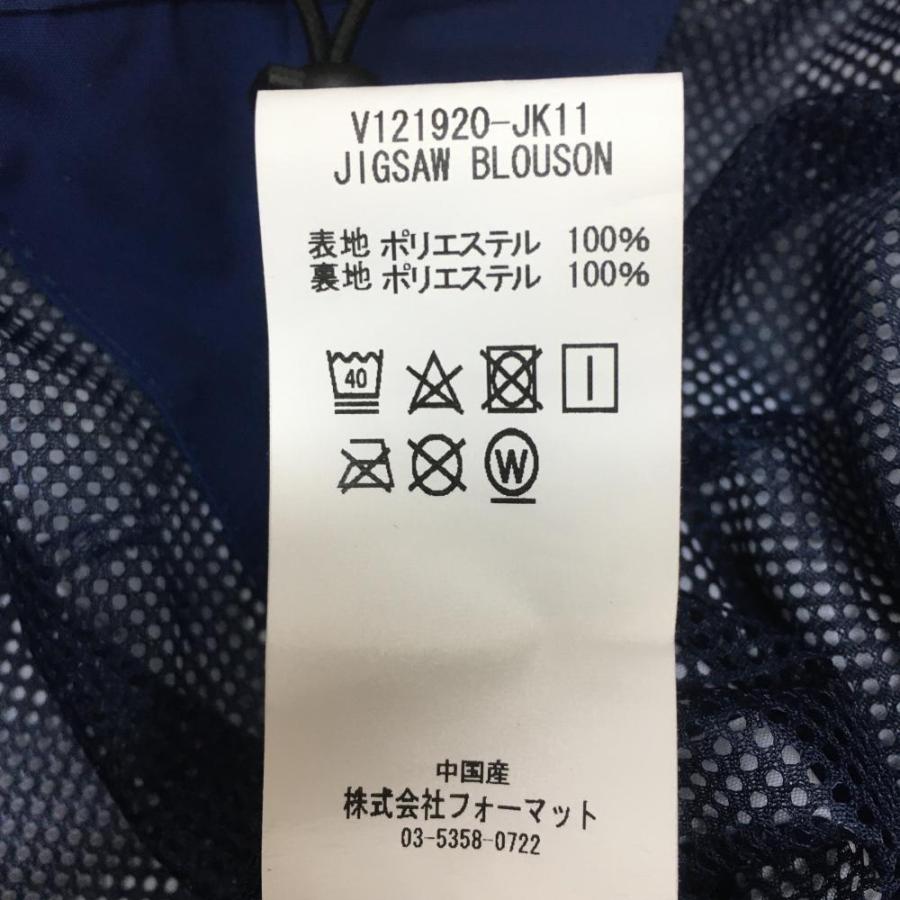 V121920-JK11
JIGSAW BLOUSON
表地 ポリエステル 100%
裏地 ポリエステル 100%
40
W
中国産
株式会社フォーマット
03-5358-0722